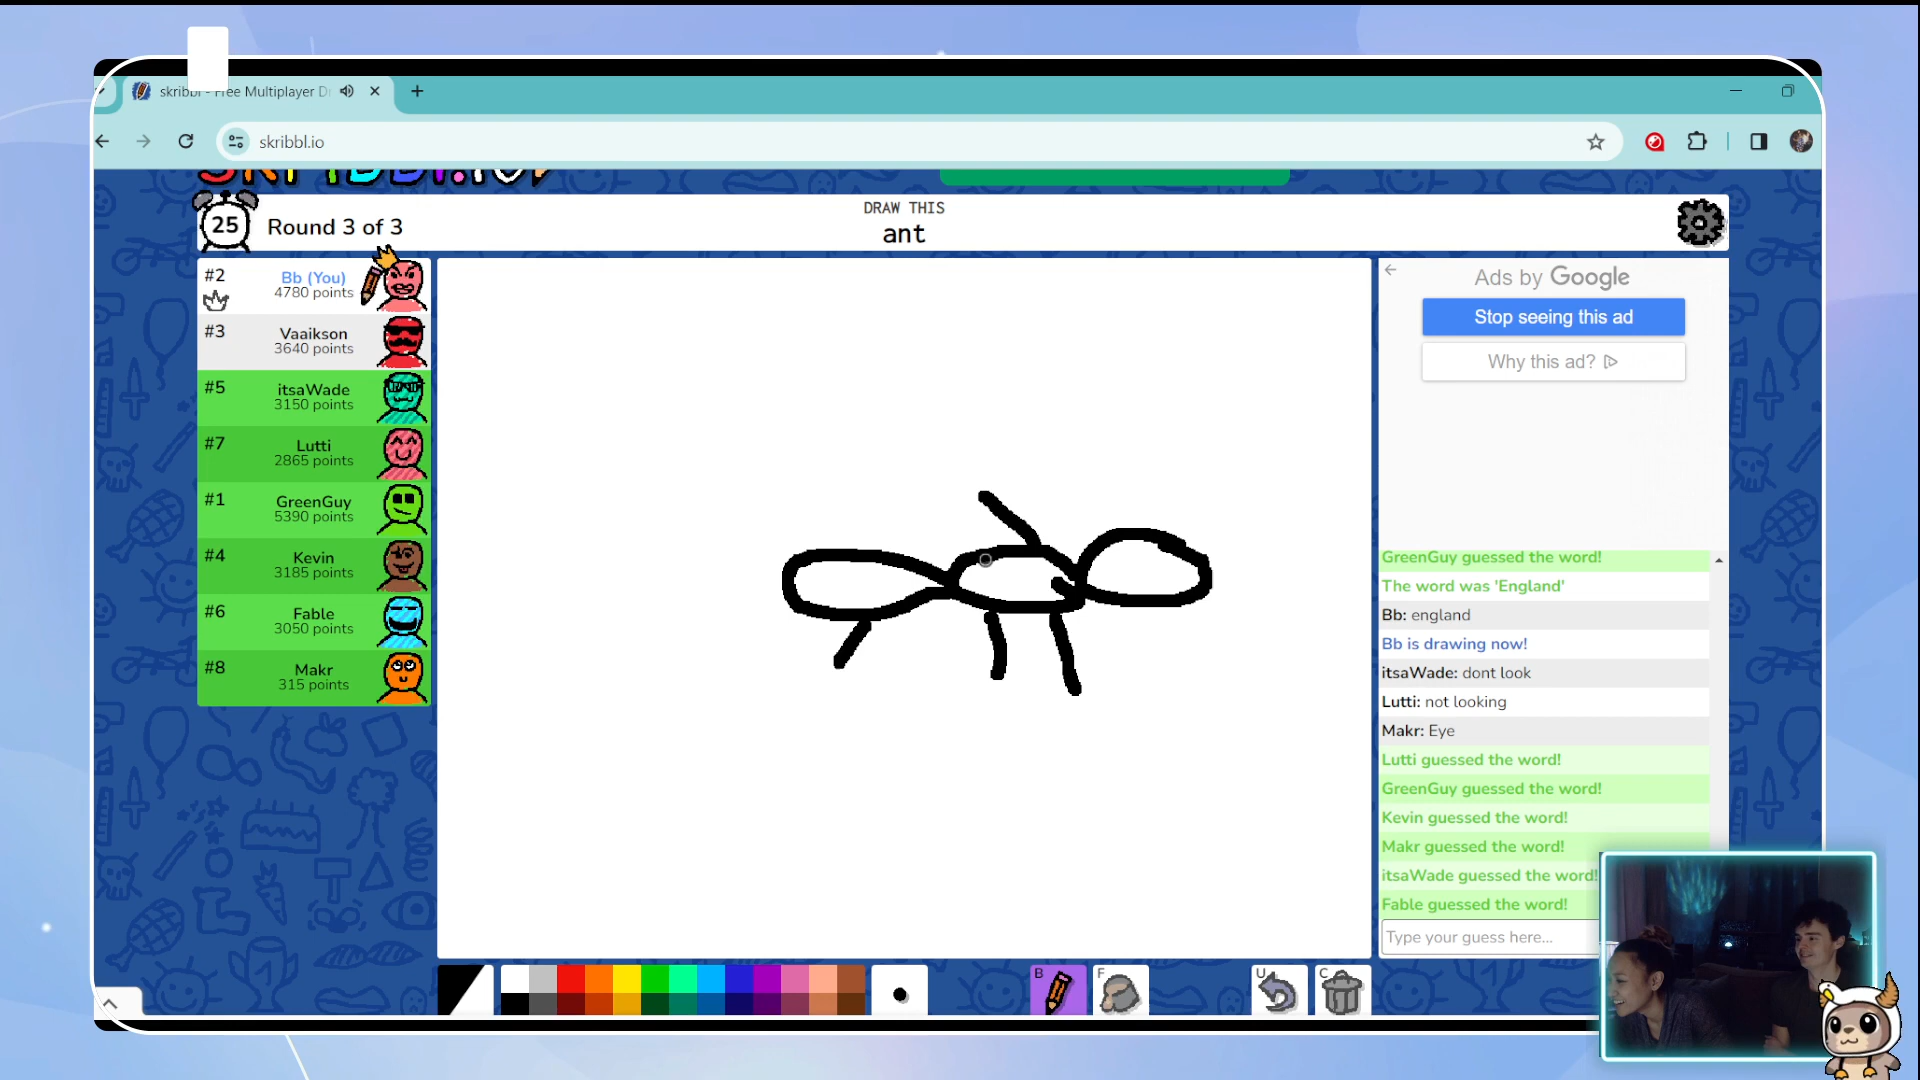 skribbl - Free Multiplayer Dr
skribbl.io
25
Round 3 of 3
DRAW THIS
ant
#2
Bb (You)
4780 points
#3
Vaaikson
3640 points
#5
itsaWade
3150 points
#7
Lutti
2865 points
#1
GreenGuy
5390 points
#4
Kevin
3185 points
#6
Fable
3050 points
#8
Makr
315 points
Ads by Google
Stop seeing this ad
Why this ad?
GreenGuy guessed the word!
The word was 'England'
Bb: england
Bb is drawing now!
itsaWade: dont look
Lutti: not looking
Makr: Eye
Lutti guessed the word!
GreenGuy guessed the word!
Kevin guessed the word!
Makr guessed the word!
itsaWade guessed the word!
Fable guessed the word!
Type your guess here...
B
F
U
C